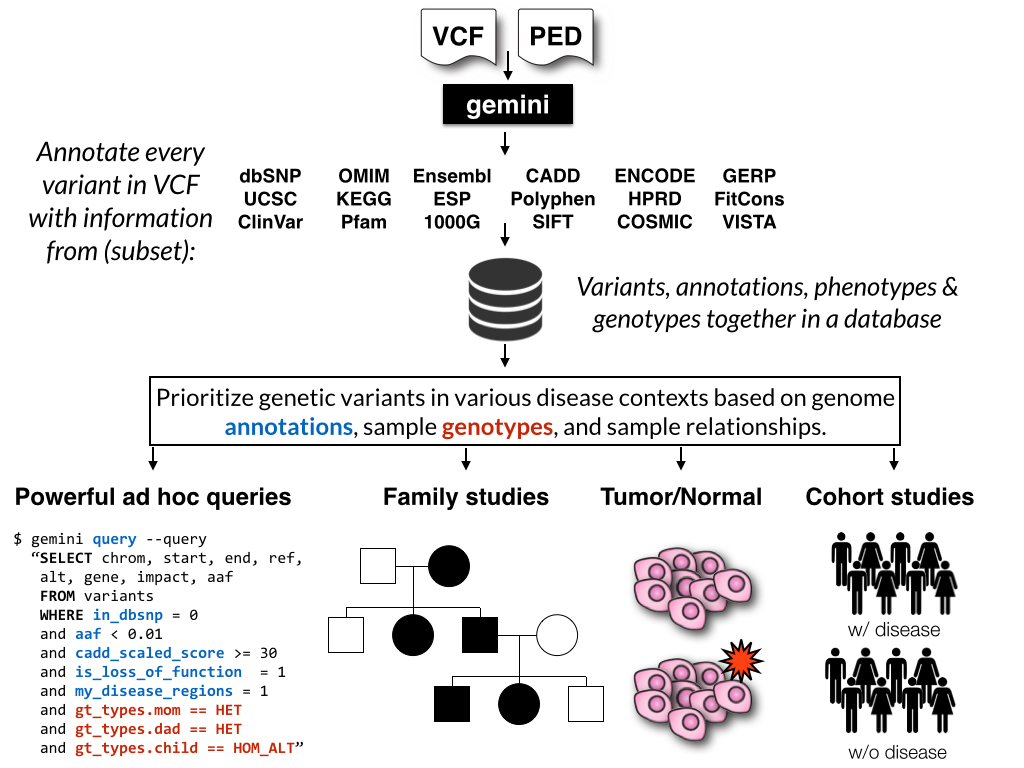 VCF PED
gemini
Annotate every
variant in VCF
with information
from (subset):
dbSNP OMIM Ensembl CADD ENCODE GERP
UCSC KEGG ESP Polyphen HPRD FitCons
ClinVar Pfam 1000G SIFT COSMIC VISTA
Variants, annotations, phenotypes &
genotypes together in a database
Prioritize genetic variants in various disease contexts based on genome
annotations, sample genotypes, and sample relationships.
Powerful ad hoc queries
$ gemini query --query
“SELECT chrom, start, end, ref,
alt, gene, impact, aaf
FROM variants
WHERE in_dbsnp = 0
and aaf < 0.01
and cadd_scaled_score >= 30
and is_loss_of_function = 1
and my_disease_regions = 1
and gt_types.mom == HET
and gt_types.dad == HET
and gt_types.child == HOM_ALT”
Family studies
Tumor/Normal
Cohort studies
w/ disease
w/o disease